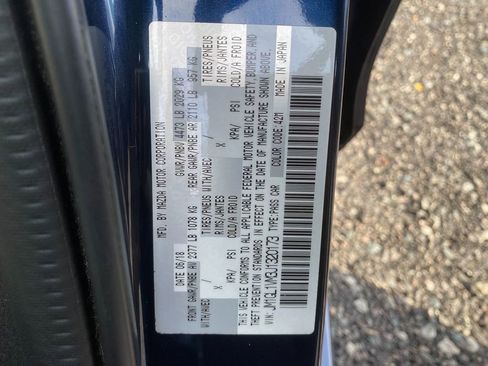 MFD. BY MAZDA MOTOR CORPORATION
DATE 06/18 GVWR/PNBV 4473 LB 2029 KG
FRONT GAWR/PNBE AV 2377 LB 1078 KG REAR GAWR/PNBE AR 2110 LB 957 KG
WITH/AVEC TIRES/PNEUS WITH/AVEC TIRES/PNEUS
RIMS/JANTES X RIMS/JANTES
KPA/ PSI COLD/A FROID X KPA/ PSI COLD/A FROID
THIS VEHICLE CONFORMS TO ALL APPLICABLE FEDERAL MOTOR VEHICLE SAFETY, BUMPER, AND
THEFT PREVENTION STANDARDS IN EFFECT ON THE DATE OF MANUFACTURE SHOWN ABOVE.
VIN: JM1GL1VM3J1320173 COLOR CODE: 42M MADE IN JAPAN
TYPE: PASS CAR